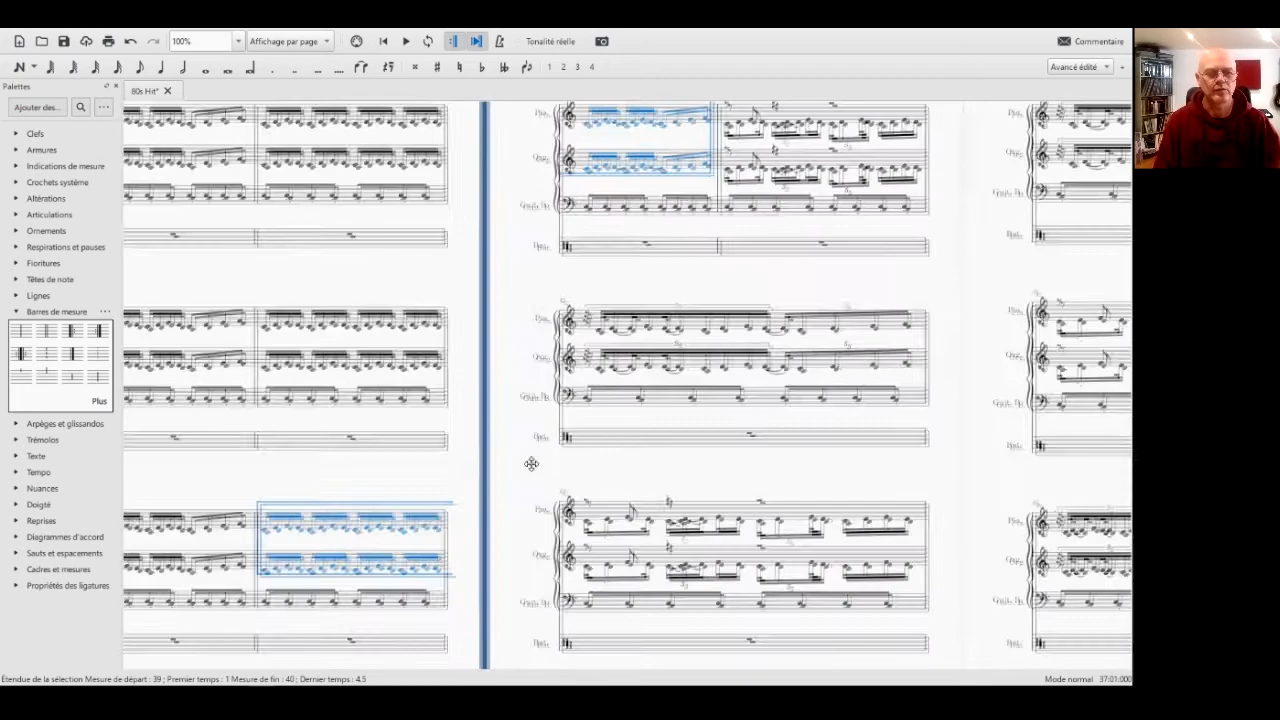 100% Affichage par page Tonalité réelle Commentaire
1 2 3 4 Avancé édité
Palettes
80s Hit*
Ajouter des...
Clefs
Armures
Indications de mesure
Crochets système
Altérations
Articulations
Ornements
Respirations et pauses
Fioritures
Têtes de note
Lignes
Barres de mesure
Plus
Arpèges et glissandos
Trémolos
Texte
Tempo
Nuances
Doigté
Reprises
Diagrammes d'accord
Sauts et espacements
Cadres et mesures
Propriétés des ligatures
Étendue de la sélection Mesure de départ : 39 ; Premier temps : 1 Mesure de fin : 40 ; Dernier temps : 4.5
Mode normal 37:01:000